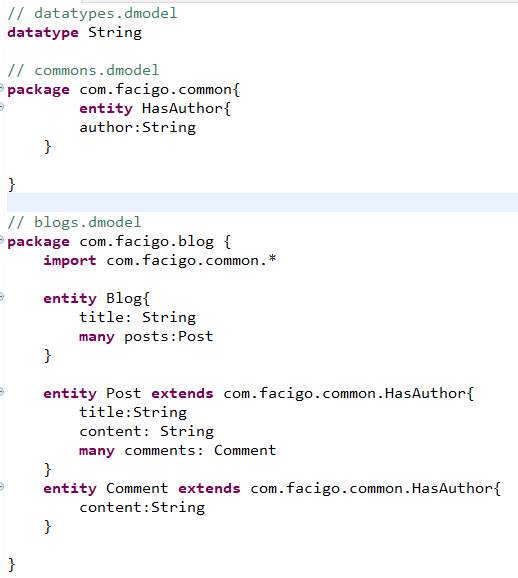 // datatypes.dmodel
datatype String

// commons.dmodel
package com.facigo.common{
        entity HasAuthor{
        author:String
    }

}

// blogs.dmodel
package com.facigo.blog {
    import com.facigo.common.*

    entity Blog{
        title: String
        many posts:Post
    }

    entity Post extends com.facigo.common.HasAuthor{
        title:String
        content: String
        many comments: Comment
    }
    entity Comment extends com.facigo.common.HasAuthor{
        content:String
    }

}